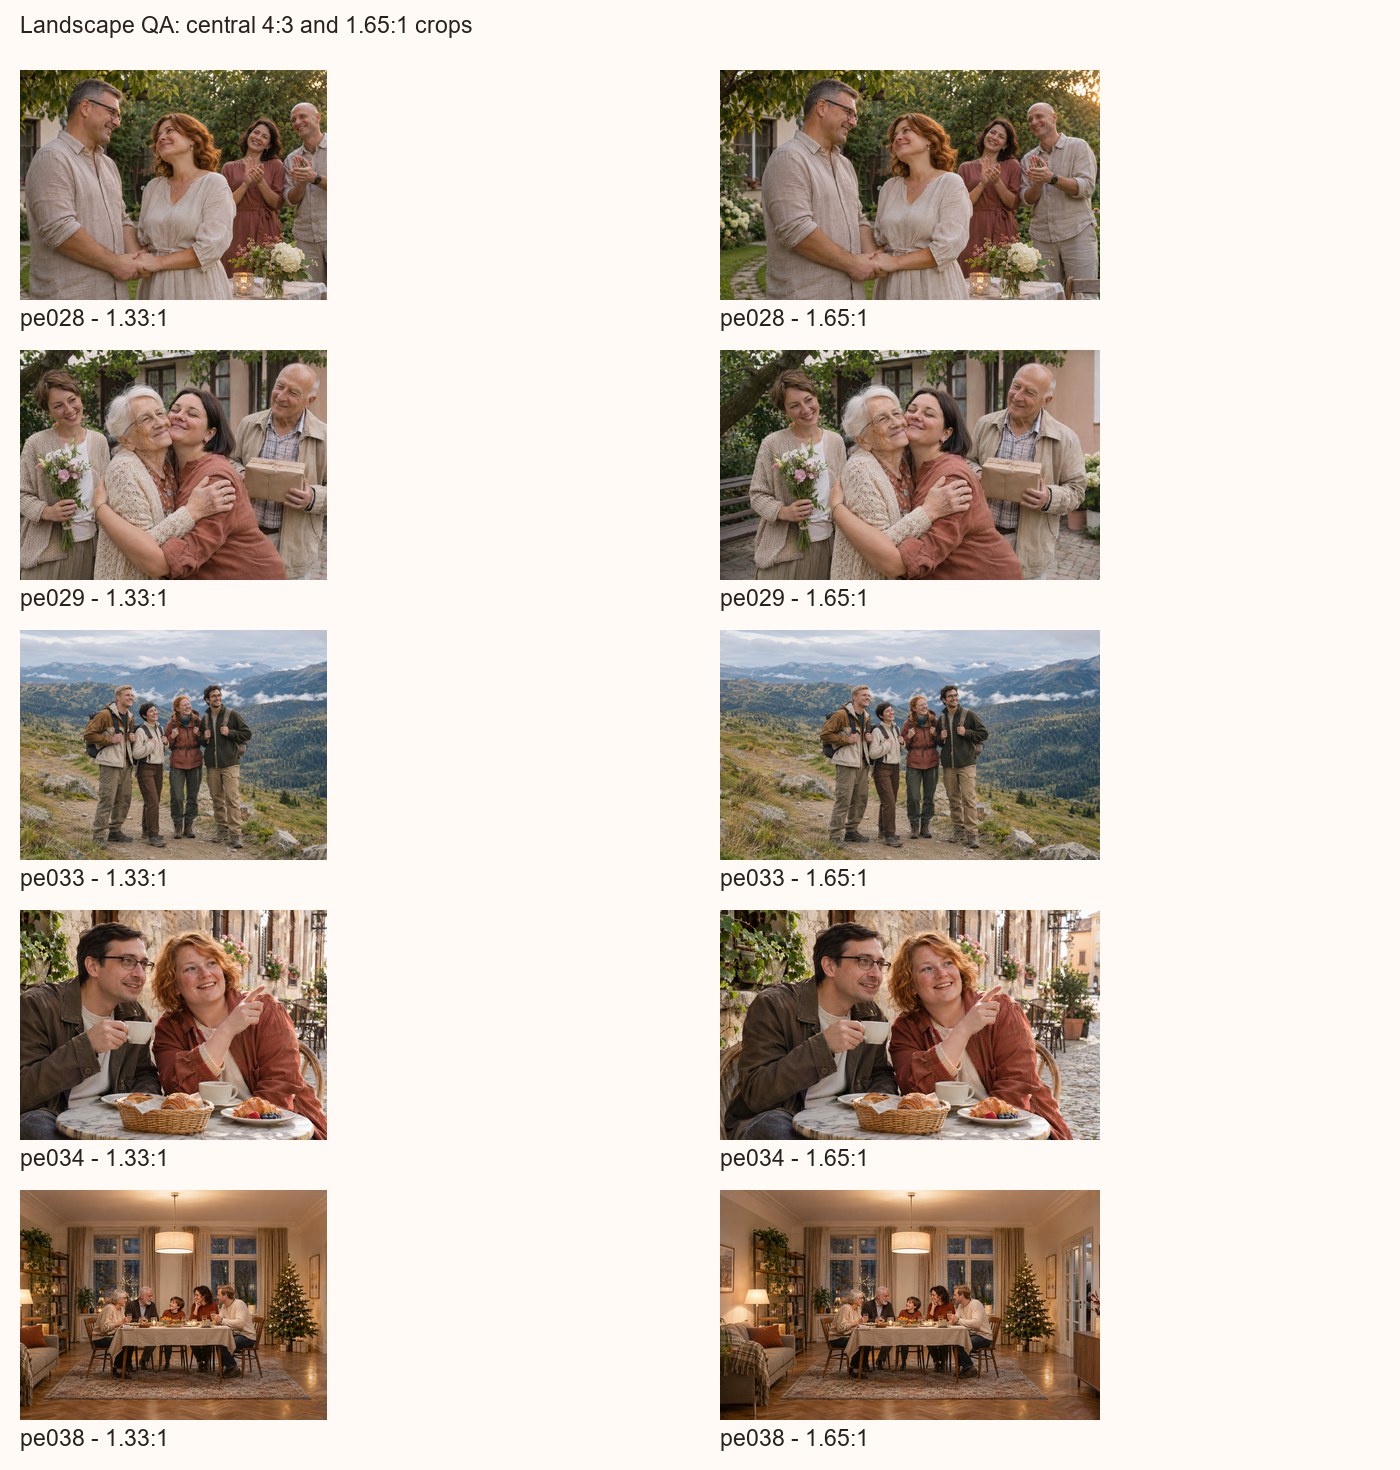 Landscape QA: central 4:3 and 1.65:1 crops
pe028 - 1.33:1
pe028 - 1.65:1
pe029 - 1.33:1
pe029 - 1.65:1
pe033 - 1.33:1
pe033 - 1.65:1
pe034 - 1.33:1
pe034 - 1.65:1
pe038 - 1.33:1
pe038 - 1.65:1